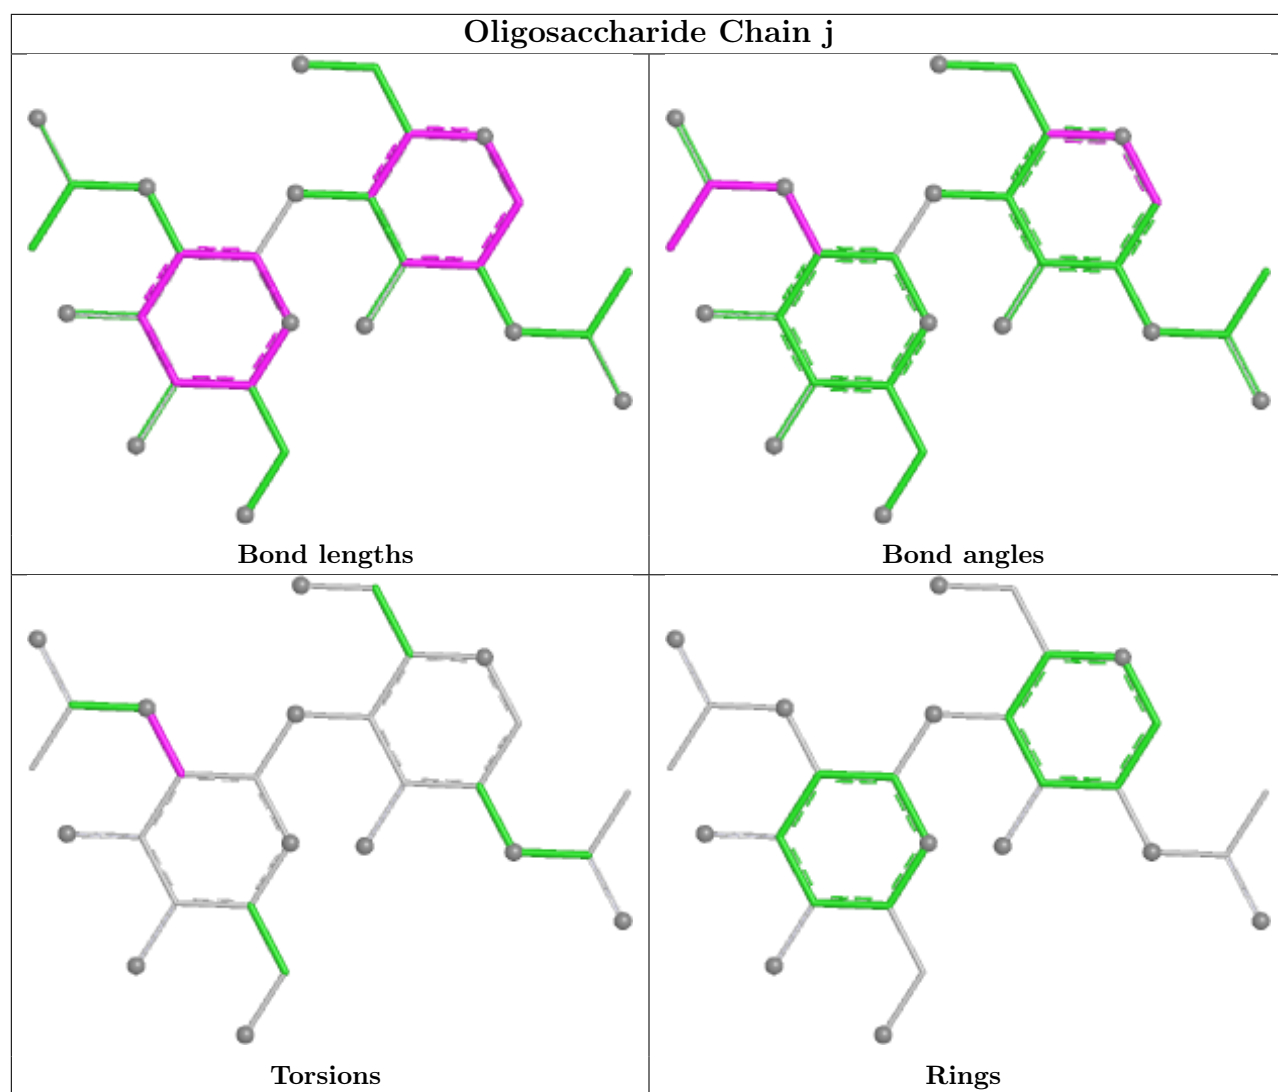 Oligosaccharide Chain j
Bond lengths
Bond angles
Torsions
Rings